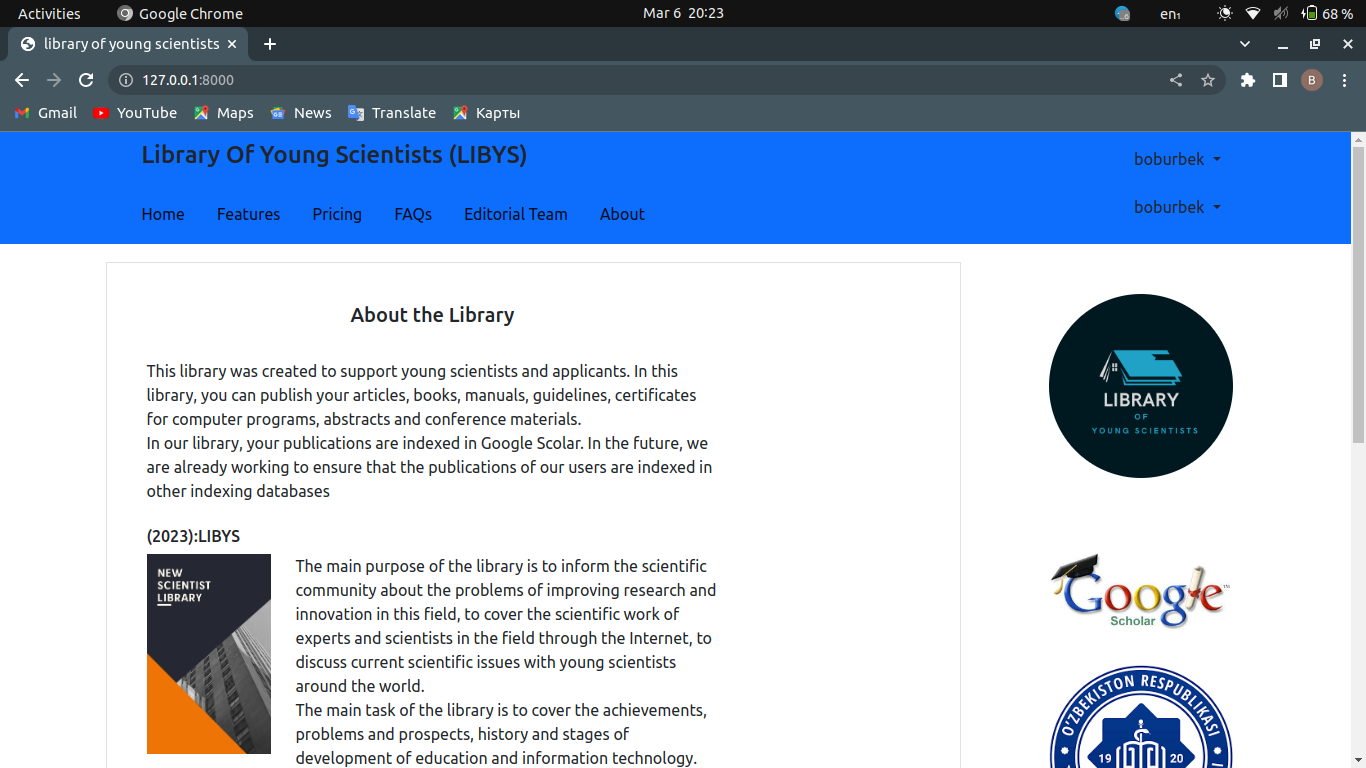 Activities
Google Chrome
Mar 6 20:23
en₁
68 %
library of young scientists
127.0.0.1:8000
B
Gmail
YouTube
Maps
News
Translate
Карты
Library Of Young Scientists (LIBYS)
boburbek
Home
Features
Pricing
FAQs
Editorial Team
About
boburbek
About the Library
This library was created to support young scientists and applicants. In this
library, you can publish your articles, books, manuals, guidelines, certificates
for computer programs, abstracts and conference materials.
In our library, your publications are indexed in Google Scolar. In the future, we
are already working to ensure that the publications of our users are indexed in
other indexing databases
(2023):LIBYS
NEW
SCIENTIST
LIBRARY
The main purpose of the library is to inform the scientific
community about the problems of improving research and
innovation in this field, to cover the scientific work of
experts and scientists in the field through the Internet, to
discuss current scientific issues with young scientists
around the world.
The main task of the library is to cover the achievements,
problems and prospects, history and stages of
development of education and information technology.
LIBRARY
OF
YOUNG SCIENTISTS
Google
Scholar
O'ZBEKISTON RESPUBLIKASI
19 20